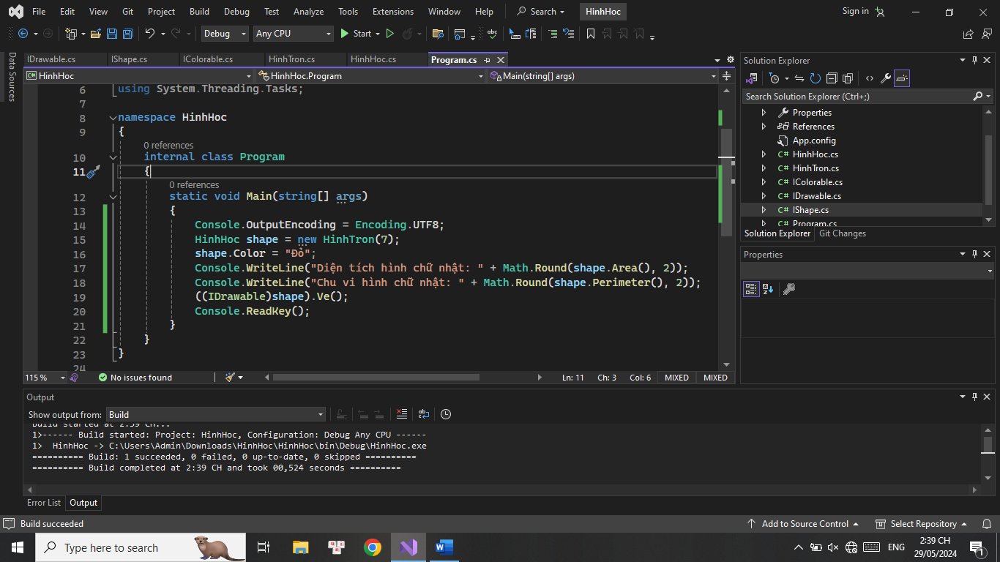 File Edit View Git Project Build Debug Test Analyze Tools Extensions Window Help Search HinhHoc Sign in
Debug Any CPU Start
Data Sources
IDrawable.cs IShape.cs IColorable.cs HinhTron.cs HinhHoc.cs Program.cs
HinhHoc HinhHoc.Program Main(string[] args)
6 using System.Threading.Tasks;
7
8 namespace HinhHoc
9 {
0 references
10 internal class Program
11 {
0 references
12 static void Main(string[] args)
13 {
14 Console.OutputEncoding = Encoding.UTF8;
15 HinhHoc shape = new HinhTron(7);
16 shape.Color = "Đỏ";
17 Console.WriteLine("Diện tích hình chữ nhật: " + Math.Round(shape.Area(), 2));
18 Console.WriteLine("Chu vi hình chữ nhật: " + Math.Round(shape.Perimeter(), 2));
19 ((IDrawable)shape).Ve();
20 Console.ReadKey();
21 }
22 }
23 }
24
115 % No issues found Ln: 11 Ch: 3 Col: 6 MIXED MIXED
Solution Explorer
Search Solution Explorer (Ctrl+;)
Properties
References
App.config
HinhHoc.cs
HinhTron.cs
IColorable.cs
IDrawable.cs
IShape.cs
Program.cs
Solution Explorer Git Changes
Properties
Output
Show output from: Build
Build started at 2:39 CH...
1>------ Build started: Project: HinhHoc, Configuration: Debug Any CPU ------
1>  HinhHoc -> C:\Users\Admin\Downloads\HinhHoc\HinhHoc\bin\Debug\HinhHoc.exe
========== Build: 1 succeeded, 0 failed, 0 up-to-date, 0 skipped ==========
========== Build completed at 2:39 CH and took 00,524 seconds ==========
Error List Output
Build succeeded Add to Source Control Select Repository
Type here to search ENG 2:39 CH
29/05/2024 1